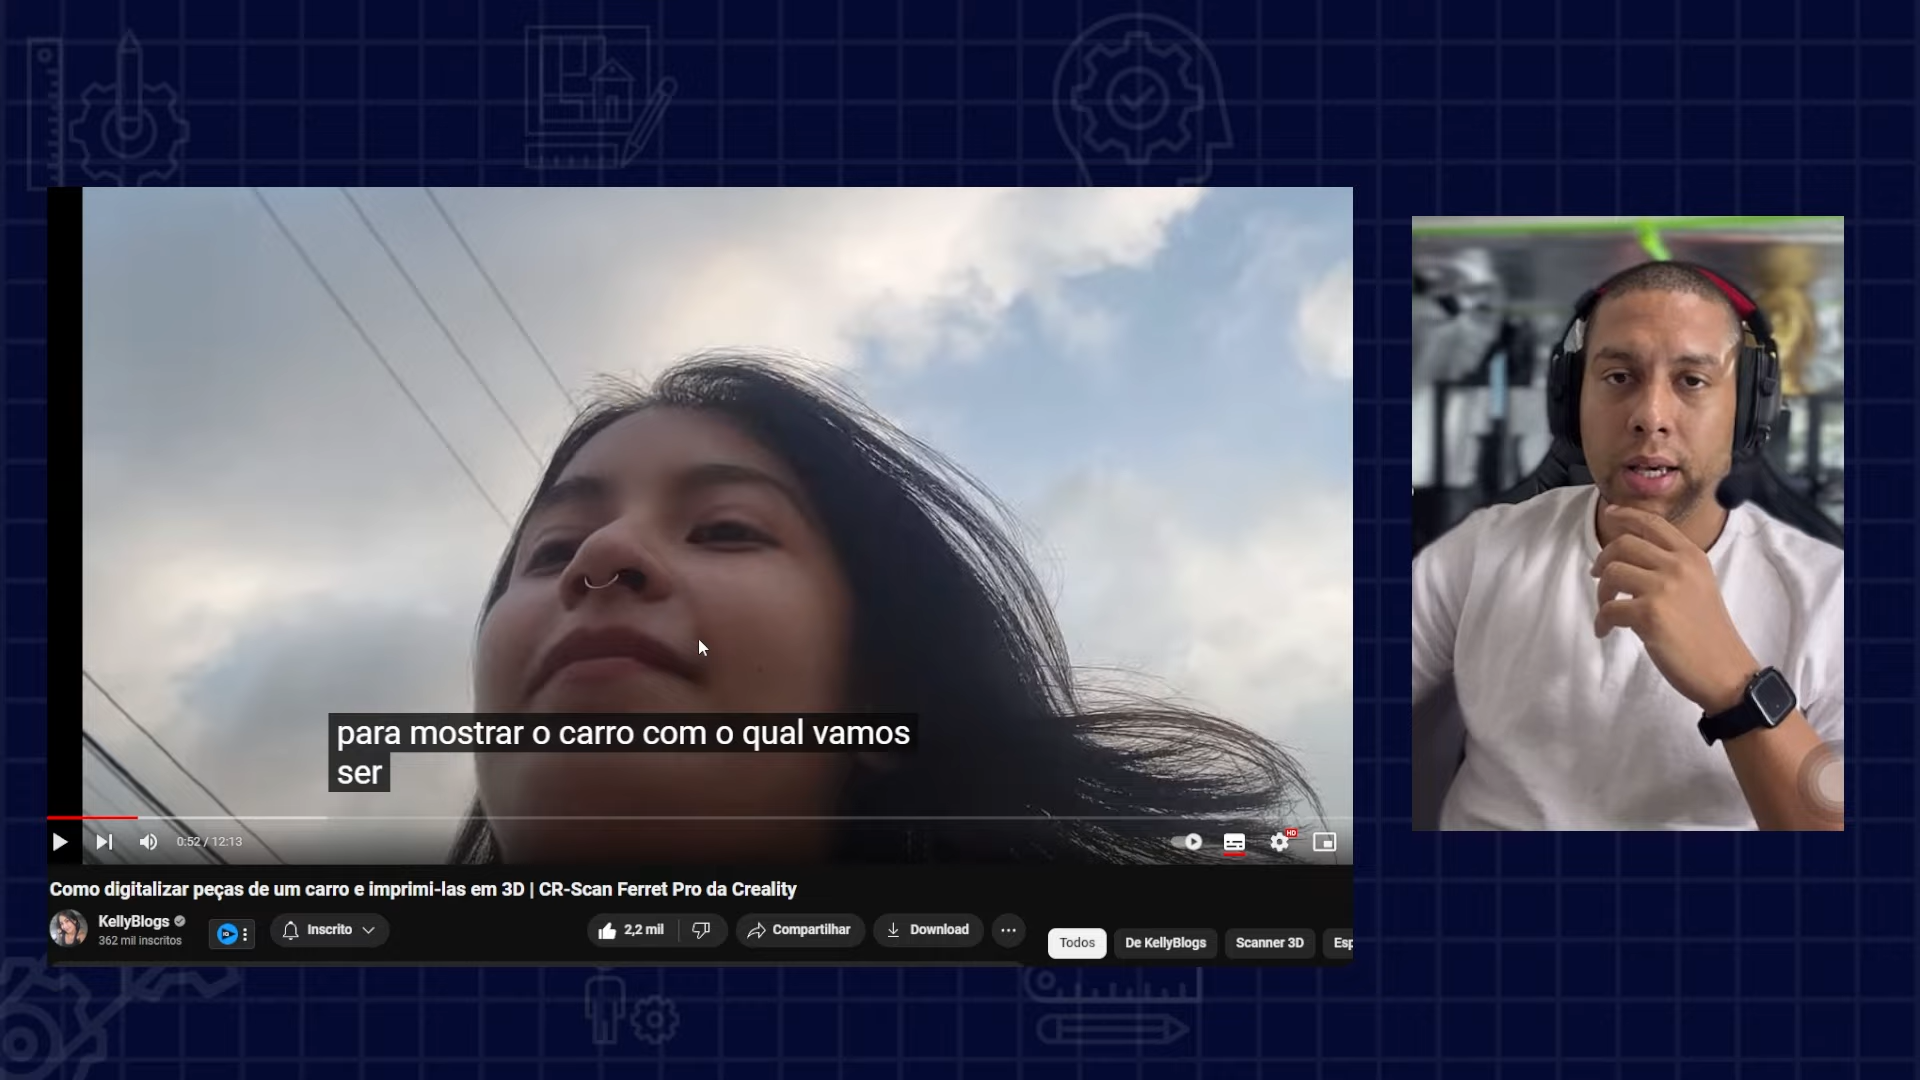 para mostrar o carro com o qual vamos
ser
0:52 / 12:13
HD
Como digitalizar peças de um carro e imprimi-las em 3D | CR-Scan Ferret Pro da Creality
KellyBlogs
362 mil inscritos
Inscrito
2,2 mil
Compartilhar
Download
Todos
De KellyBlogs
Scanner 3D
Esp